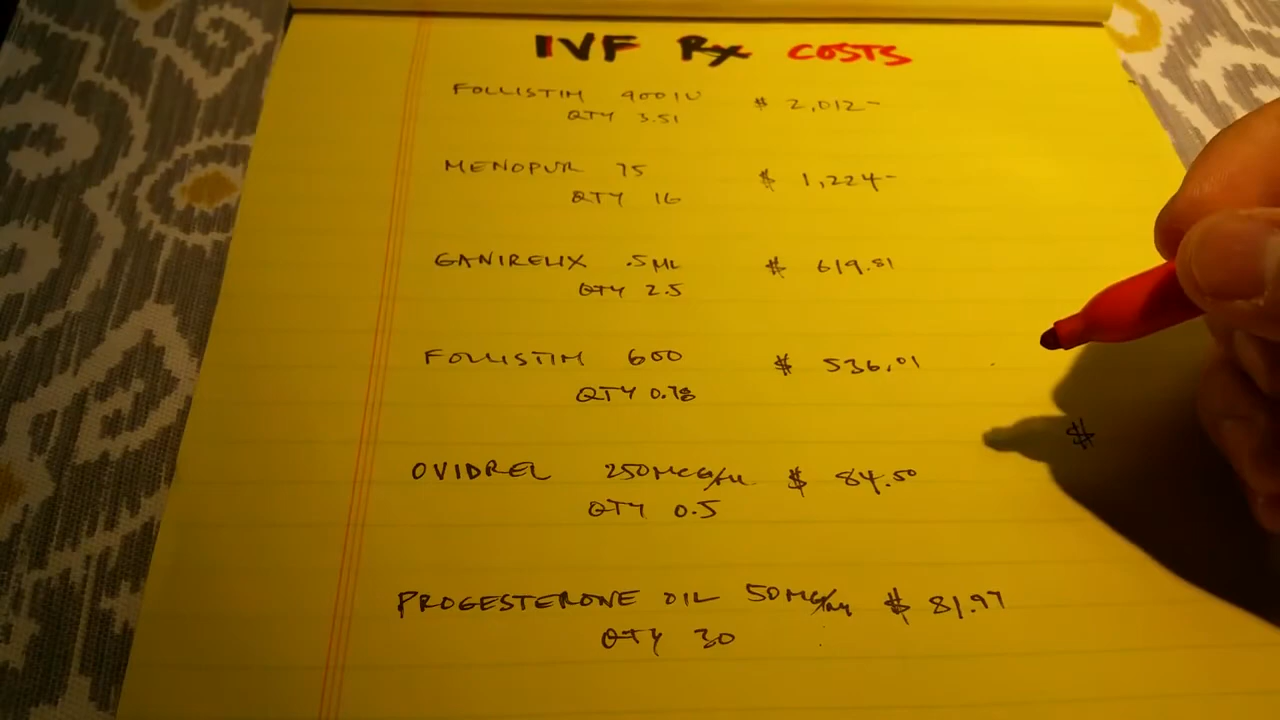 IVF Rx COSTS
FOLLISTIM 900 IU $ 2,012-
QTY 3.51
MENOPUR 75 $ 1,224-
QTY 16
GANIRELIX .5ML $ 619.81
QTY 2.5
FOLLISTIM 600 $ 536.01
QTY 0.78
$
OVIDREL 250MCG/ML $ 84.50
QTY 0.5
PROGESTERONE OIL 50MG/ML $ 81.97
QTY 30